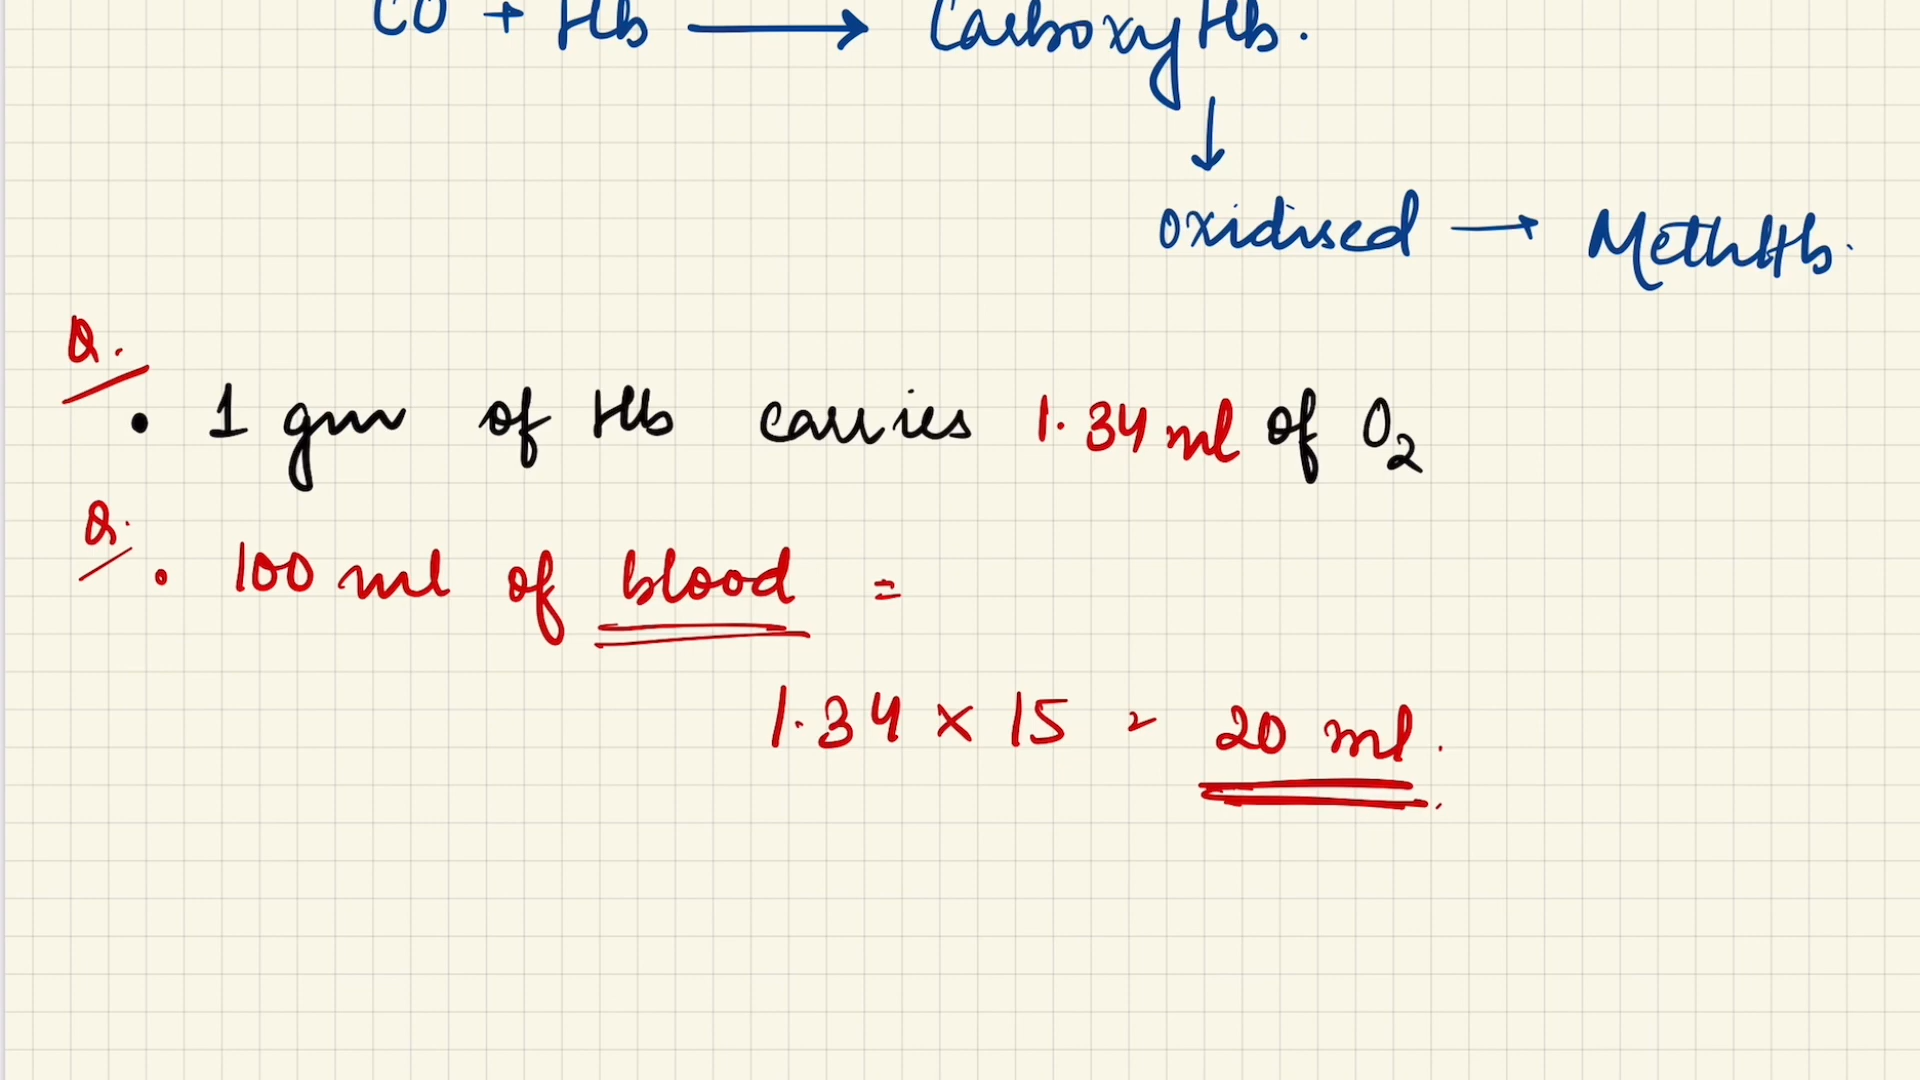 CO + Hb → CarboxyHb.
↓
oxidised → MethHb.
Q.
• 1 gm of Hb carries 1.34 ml of O₂
Q.
• 100 ml of blood =
1.34 × 15 = 20 ml.